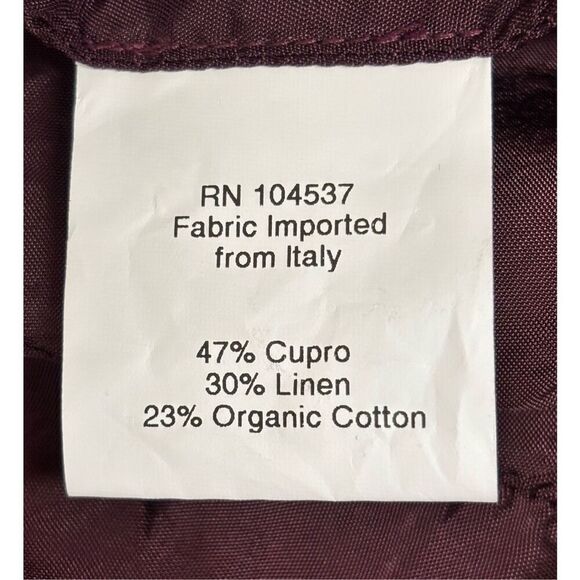 RN 104537
Fabric Imported
from Italy
47% Cupro
30% Linen
23% Organic Cotton